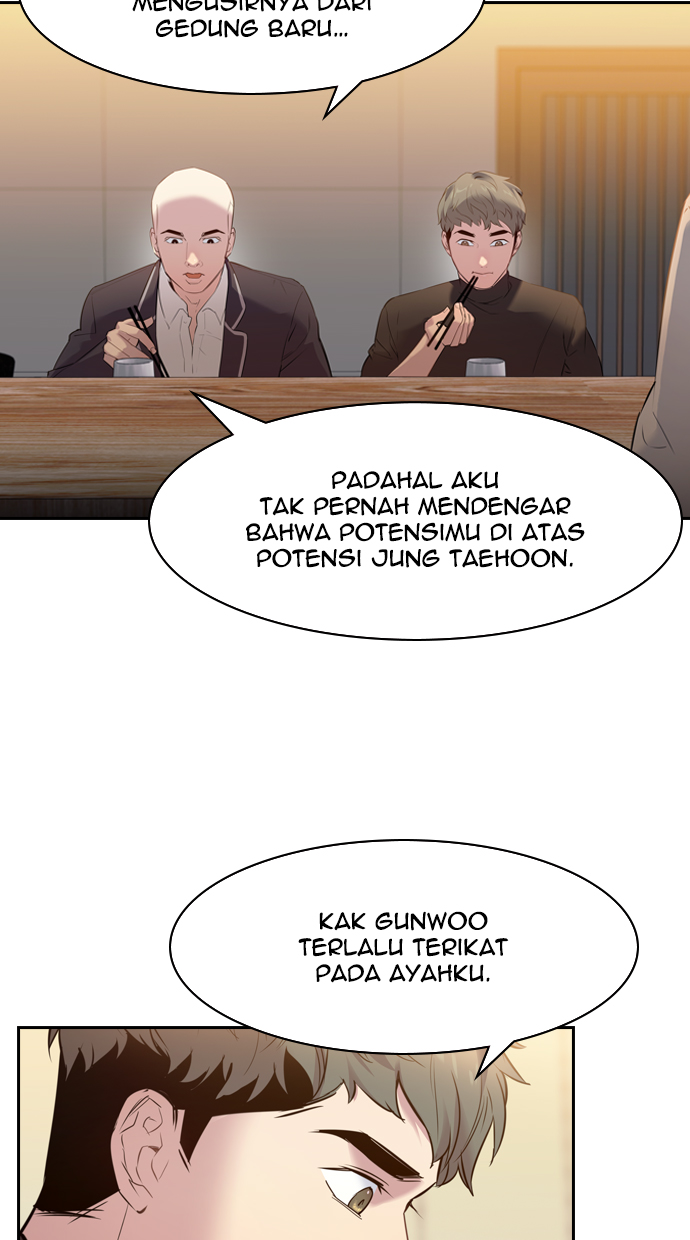 MENGUSIRNYA DARI
GEDUNG BARU...
PADAHAL AKU
TAK PERNAH MENDENGAR
BAHWA POTENSIMU DI ATAS
POTENSI JUNG TAEHOON.
KAK GUNWOO
TERLALU TERIKAT
PADA AYAHKU.